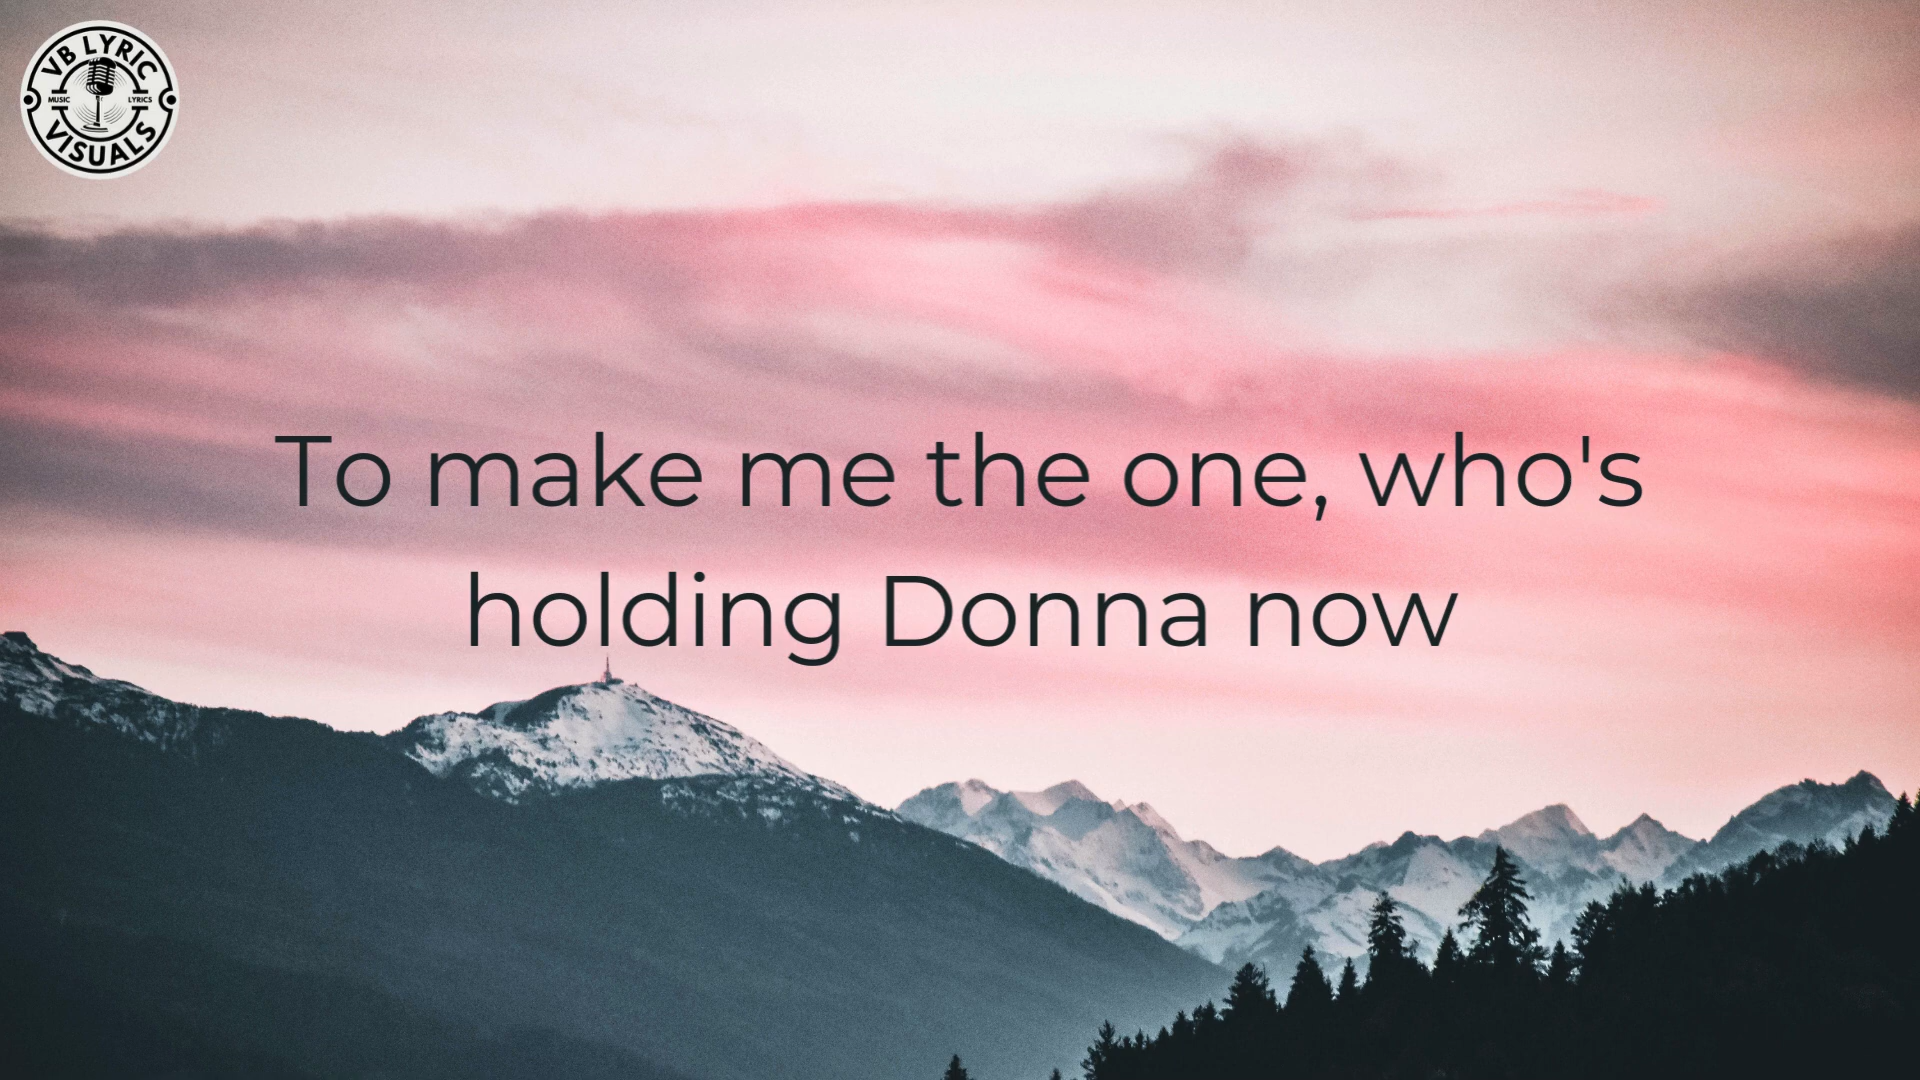 VB LYRIC
MUSIC
LYRICS
VISUALS
To make me the one, who's
holding Donna now